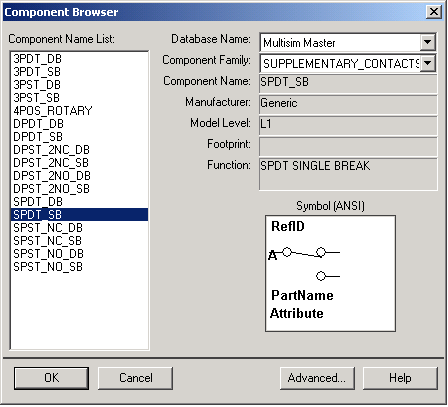 Component Browser
Component Name List:
3PDT_DB
3PDT_SB
3PST_DB
3PST_SB
4POS_ROTARY
DPDT_DB
DPDT_SB
DPST_2NC_DB
DPST_2NC_SB
DPST_2NO_DB
DPST_2NO_SB
SPDT_DB
SPDT_SB
SPST_NC_DB
SPST_NC_SB
SPST_NO_DB
SPST_NO_SB
Database Name: Multisim Master
Component Family: SUPPLEMENTARY_CONTACTS
Component Name: SPDT_SB
Manufacturer: Generic
Model Level: L1
Footprint:
Function: SPDT SINGLE BREAK
Symbol (ANSI)
RefID
A
PartName
Attribute
OK Cancel Advanced... Help